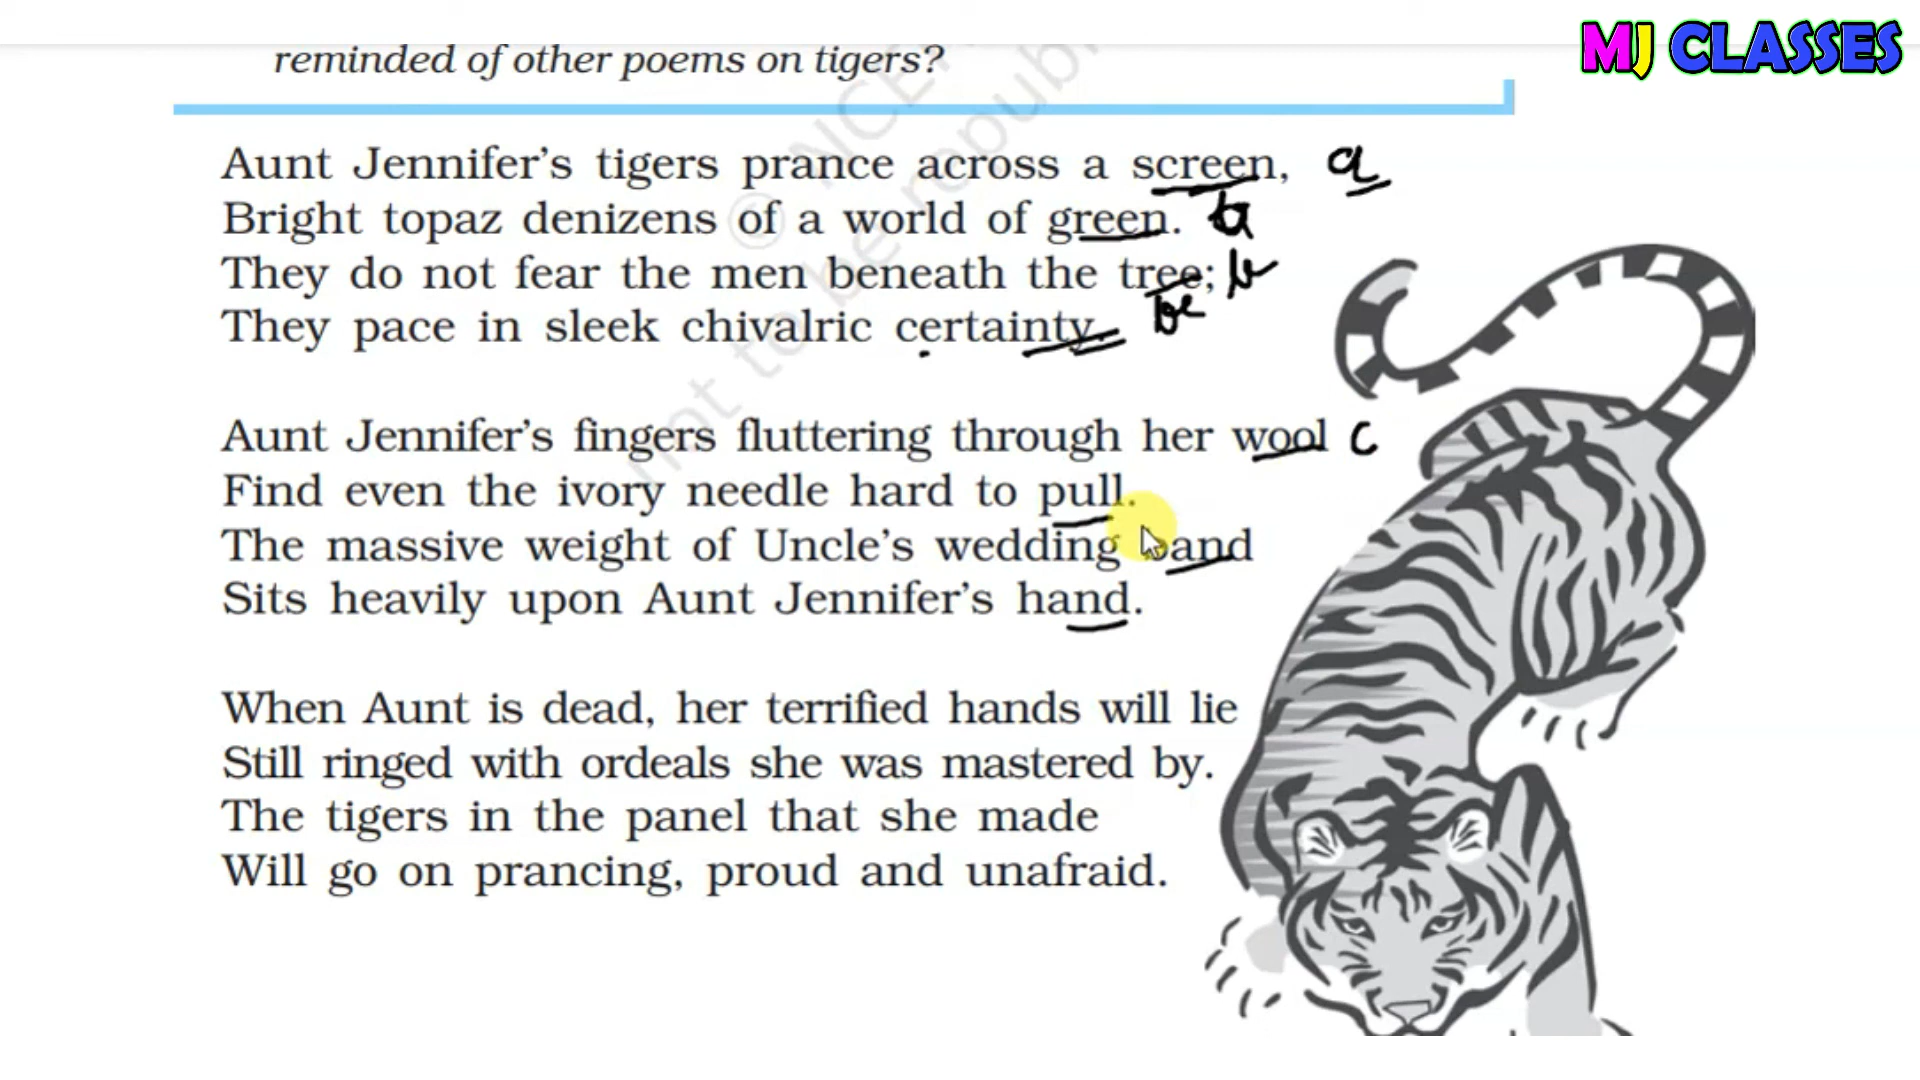 MJ CLASSES
reminded of other poems on tigers?
Aunt Jennifer's tigers prance across a screen, a
Bright topaz denizens of a world of green. a
They do not fear the men beneath the tree; b
They pace in sleek chivalric certainty.
Aunt Jennifer's fingers fluttering through her wool c
Find even the ivory needle hard to pull.
The massive weight of Uncle's wedding band
Sits heavily upon Aunt Jennifer's hand.
When Aunt is dead, her terrified hands will lie
Still ringed with ordeals she was mastered by.
The tigers in the panel that she made
Will go on prancing, proud and unafraid.
© NCERT
not to be republi